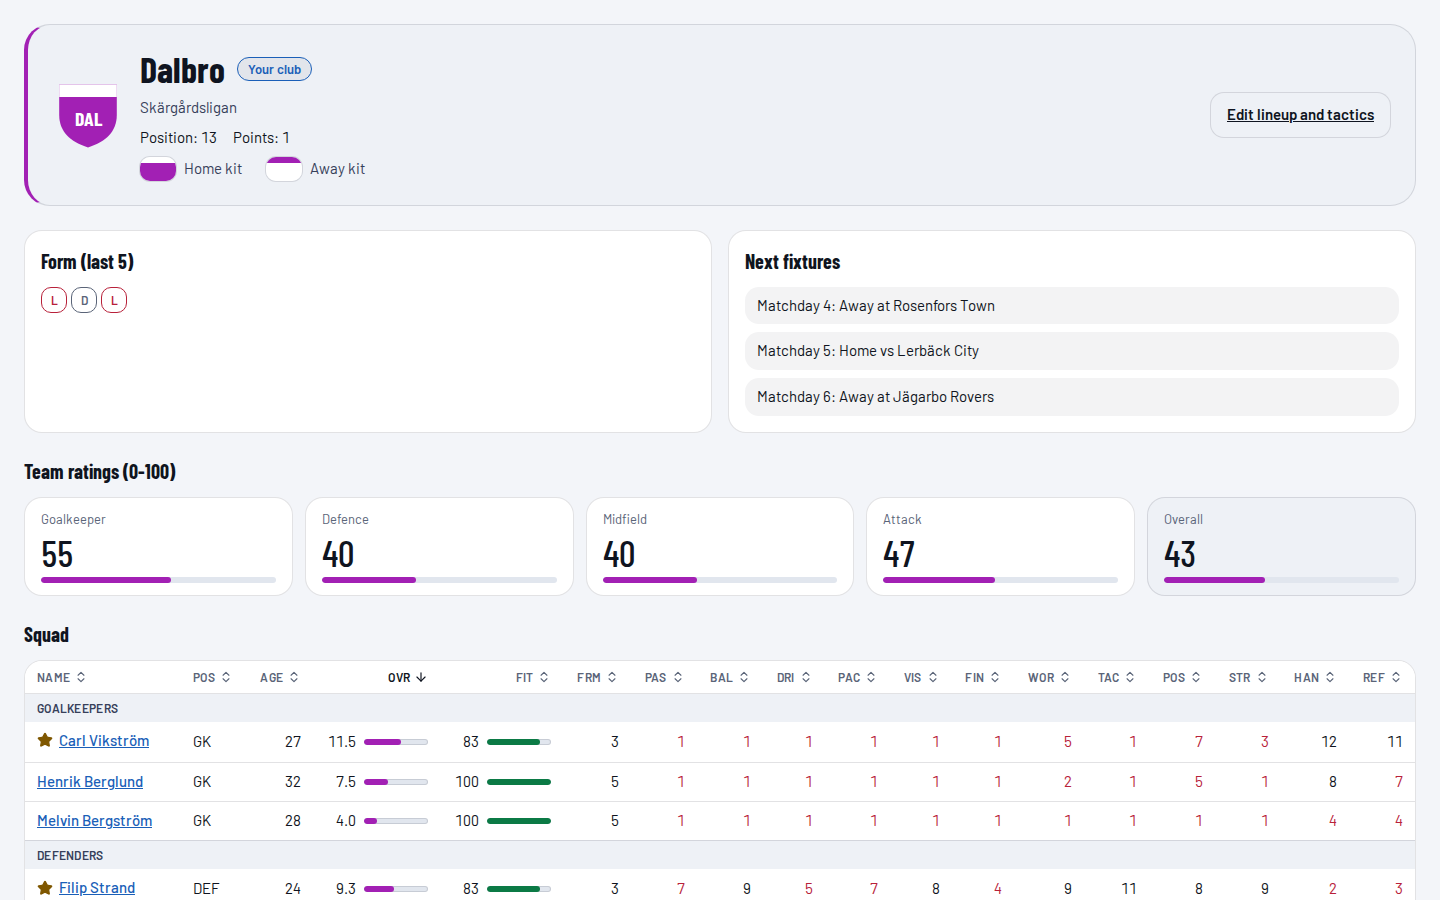 DAL
Dalbro Your club
Skärgårdsligan
Position: 13 Points: 1
Home kit Away kit
Edit lineup and tactics
Form (last 5)
L D L
Next fixtures
Matchday 4: Away at Rosenfors Town
Matchday 5: Home vs Lerbäck City
Matchday 6: Away at Jägarbo Rovers
Team ratings (0-100)
Goalkeeper
55
Defence
40
Midfield
40
Attack
47
Overall
43
Squad
NAME POS AGE OVR FIT FRM PAS BAL DRI PAC VIS FIN WOR TAC POS STR HAN REF
GOALKEEPERS
Carl Vikström GK 27 11.5 83 3 1 1 1 1 1 1 5 1 7 3 12 11
Henrik Berglund GK 32 7.5 100 5 1 1 1 1 1 1 2 1 5 1 8 7
Melvin Bergström GK 28 4.0 100 5 1 1 1 1 1 1 1 1 1 1 4 4
DEFENDERS
Filip Strand DEF 24 9.3 83 3 7 9 5 7 8 4 9 11 8 9 2 3